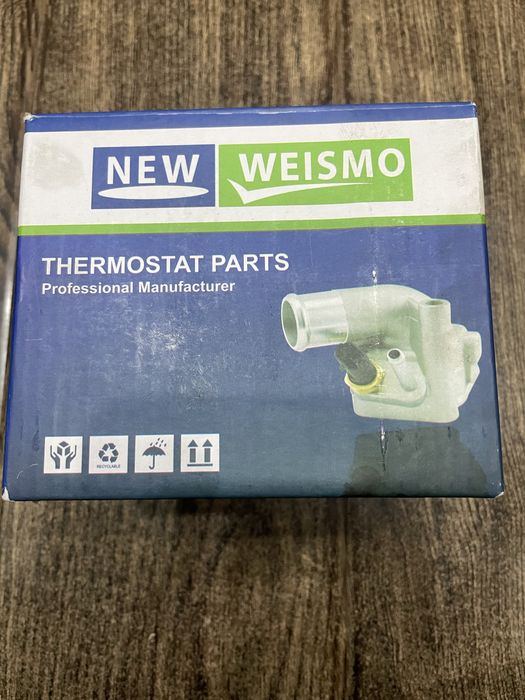 NEW WEISMO
THERMOSTAT PARTS
Professional Manufacturer
RECYCLABLE